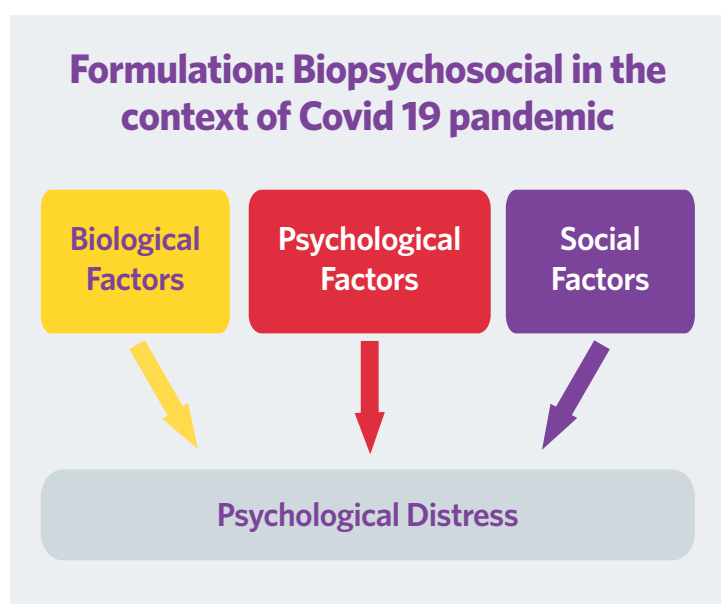 Formulation: Biopsychosocial in the
context of Covid 19 pandemic
Biological
Factors
Psychological
Factors
Social
Factors
Psychological Distress